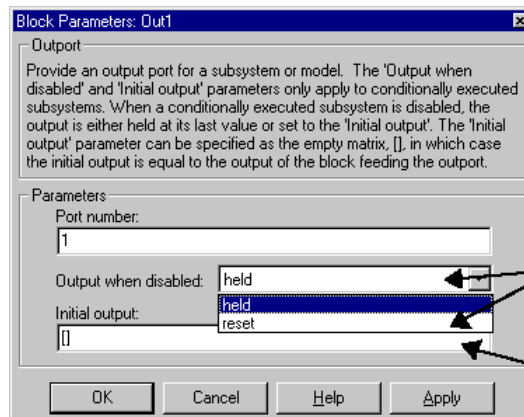 Block Parameters: Out1
Outport
Provide an output port for a subsystem or model. The 'Output when
disabled' and 'Initial output' parameters only apply to conditionally executed
subsystems. When a conditionally executed subsystem is disabled, the
output is either held at its last value or set to the 'Initial output'. The 'Initial
output' parameter can be specified as the empty matrix, [], in which case
the initial output is equal to the output of the block feeding the outport.
Parameters
Port number:
1
Output when disabled: held
held
reset
Initial output:
[]
OK Cancel Help Apply